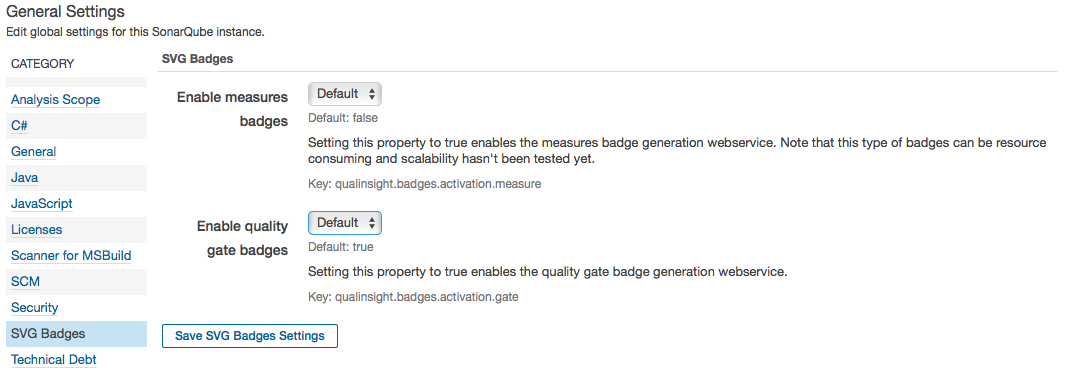 General Settings
Edit global settings for this SonarQube instance.
CATEGORY
Analysis Scope
C#
General
Java
JavaScript
Licenses
Scanner for MSBuild
SCM
Security
SVG Badges
Technical Debt
SVG Badges
Enable measures
badges
Default
Default: false
Setting this property to true enables the measures badge generation webservice. Note that this type of badges can be resource
consuming and scalability hasn't been tested yet.
Key: qualinsight.badges.activation.measure
Enable quality
gate badges
Default
Default: true
Setting this property to true enables the quality gate badge generation webservice.
Key: qualinsight.badges.activation.gate
Save SVG Badges Settings